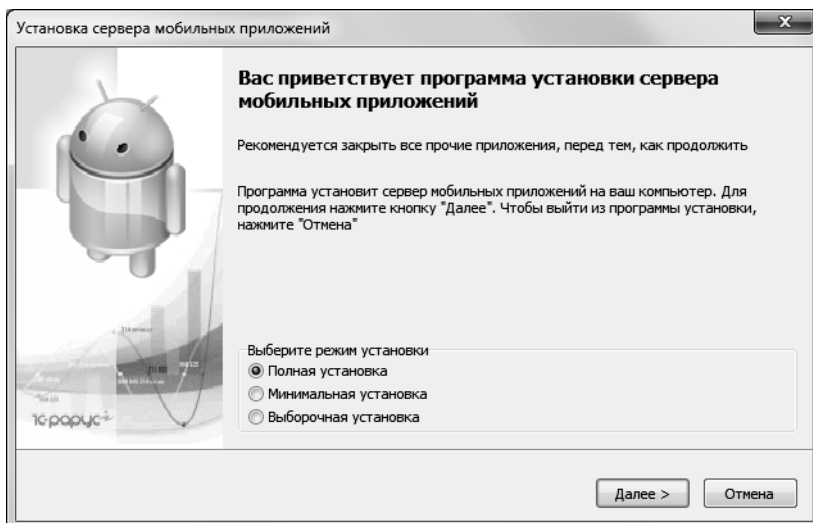 Установка сервера мобильных приложений
Вас приветствует программа установки сервера
мобильных приложений
Рекомендуется закрыть все прочие приложения, перед тем, как продолжить
Программа установит сервер мобильных приложений на ваш компьютер. Для
продолжения нажмите кнопку "Далее". Чтобы выйти из программы установки,
нажмите "Отмена"
Выберите режим установки
Полная установка
Минимальная установка
Выборочная установка
1С·рарус
Далее >
Отмена